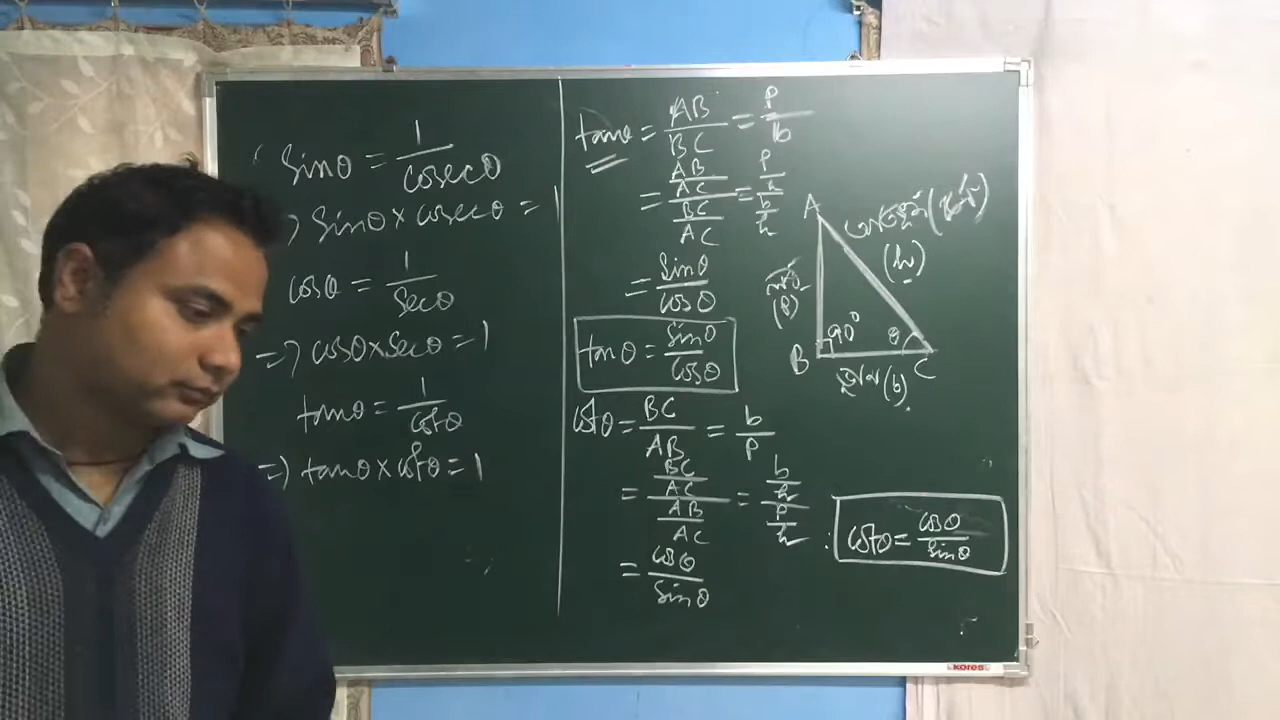 sinθ = 1/cosecθ
⇒ sinθ × cosecθ = 1
cosθ = 1/secθ
⇒ cosθ × secθ = 1
tanθ = 1/cotθ
⇒ tanθ × cotθ = 1
tanθ = AB/BC = P/b
= (AB/AC)/(BC/AC) = (P/h)/(b/h)
= sinθ/cosθ
tanθ = sinθ/cosθ
cotθ = BC/AB = b/P
= (BC/AC)/(AB/AC) = (b/h)/(P/h)
= cosθ/sinθ
A
(h)
(P)
90°
θ
B
(b)
C
∴ cotθ = cosθ/sinθ
kores